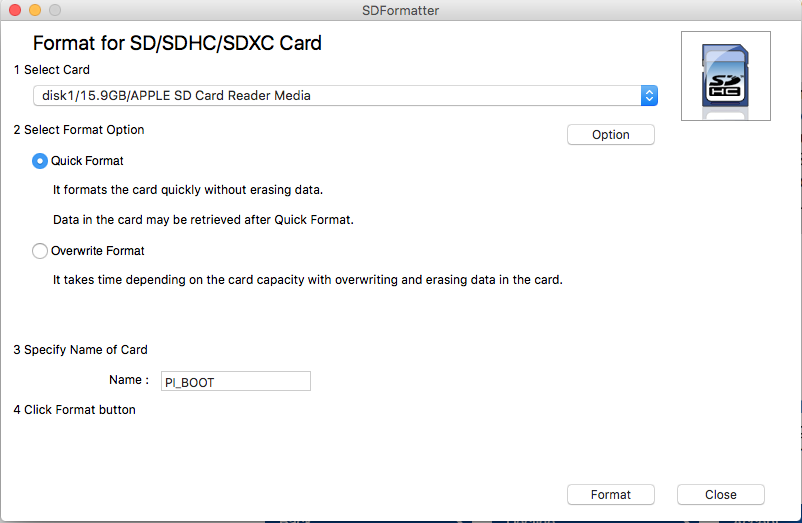 SDFormatter
Format for SD/SDHC/SDXC Card
1 Select Card
disk1/15.9GB/APPLE SD Card Reader Media
2 Select Format Option
Option
Quick Format
It formats the card quickly without erasing data.
Data in the card may be retrieved after Quick Format.
Overwrite Format
It takes time depending on the card capacity with overwriting and erasing data in the card.
3 Specify Name of Card
Name : PI_BOOT
4 Click Format button
Format Close
SD
HC